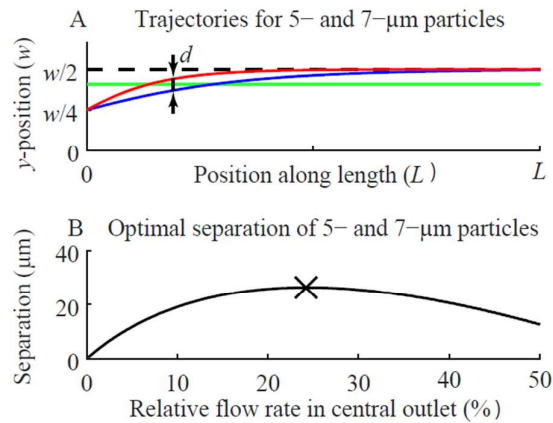 A Trajectories for 5− and 7−μm particles
y-position (w)
w/2
w/4
0
d
0
L
Position along length (L)
B Optimal separation of 5− and 7−μm particles
Separation (μm)
40
20
0
0 10 20 30 40 50
Relative flow rate in central outlet (%)